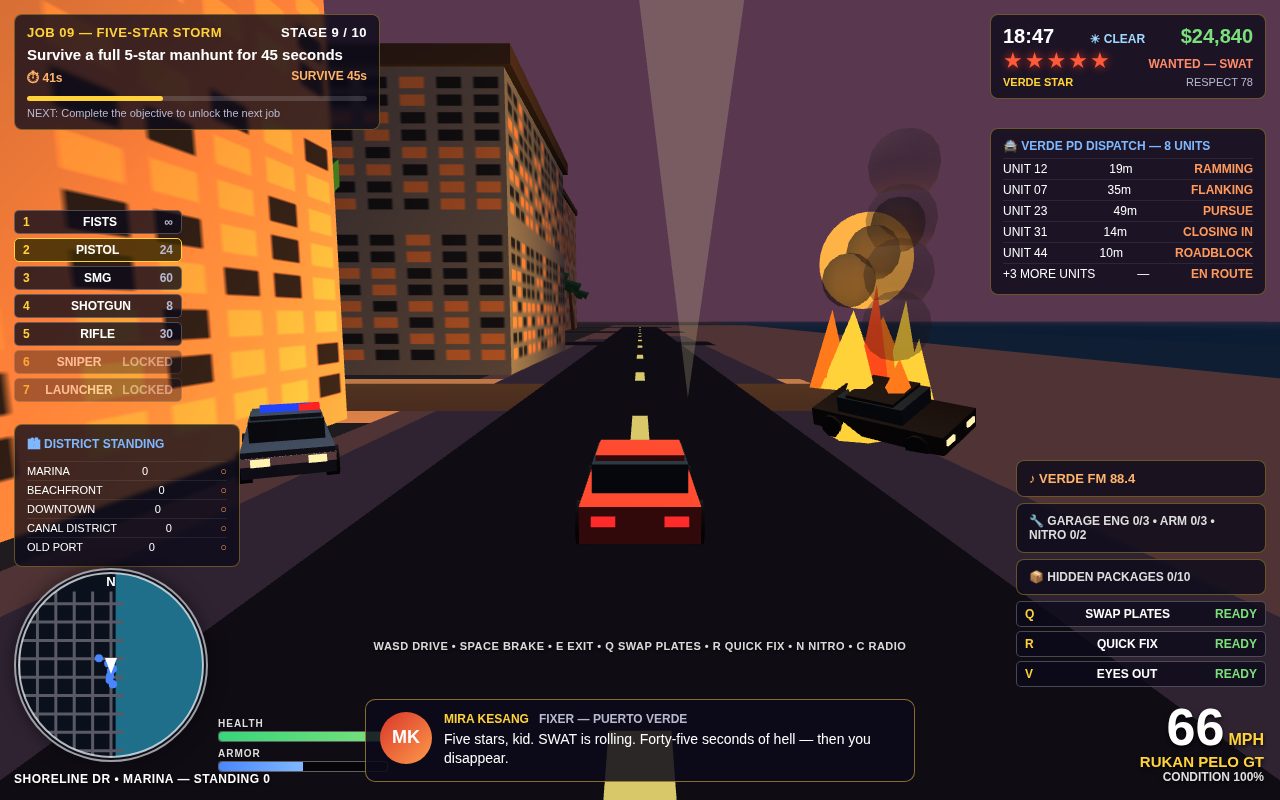 JOB 09 — FIVE-STAR STORM STAGE 9 / 10
Survive a full 5-star manhunt for 45 seconds
⏱ 41s SURVIVE 45s
NEXT: Complete the objective to unlock the next job
18:47 ☀ CLEAR $24,840
★★★★★ WANTED — SWAT
VERDE STAR RESPECT 78
🚔 VERDE PD DISPATCH — 8 UNITS
UNIT 12 19m RAMMING
UNIT 07 35m FLANKING
UNIT 23 49m PURSUE
UNIT 31 14m CLOSING IN
UNIT 44 10m ROADBLOCK
+3 MORE UNITS — EN ROUTE
1 FISTS ∞
2 PISTOL 24
3 SMG 60
4 SHOTGUN 8
5 RIFLE 30
6 SNIPER LOCKED
7 LAUNCHER LOCKED
🏙 DISTRICT STANDING
MARINA 0 ○
BEACHFRONT 0 ○
DOWNTOWN 0 ○
CANAL DISTRICT 0 ○
OLD PORT 0 ○
N
♪ VERDE FM 88.4
🔧 GARAGE ENG 0/3 • ARM 0/3 •
NITRO 0/2
📦 HIDDEN PACKAGES 0/10
Q SWAP PLATES READY
R QUICK FIX READY
V EYES OUT READY
WASD DRIVE • SPACE BRAKE • E EXIT • Q SWAP PLATES • R QUICK FIX • N NITRO • C RADIO
HEALTH
ARMOR
SHORELINE DR • MARINA — STANDING 0
MK
MIRA KESANG FIXER — PUERTO VERDE
Five stars, kid. SWAT is rolling. Forty-five seconds of hell — then you
disappear.
66 MPH
RUKAN PELO GT
CONDITION 100%